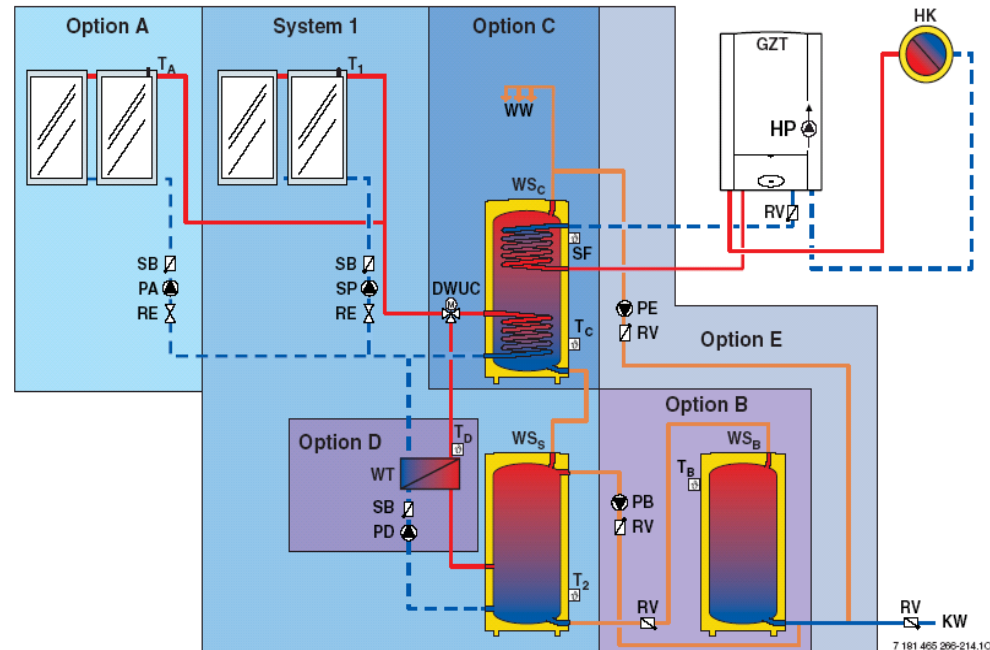 Option A
System 1
Option C
HK
GZT
T_A
T_1
WW
HP
WS_C
RV
SF
SB
SB
PA
SP
DWUC
M
RE
RE
PE
T_C
RV
Option E
Option B
Option D
T_D
WS_S
WS_B
WT
T_B
SB
PB
PD
RV
T_2
RV
RV
KW
7 181 465 266-214.1O